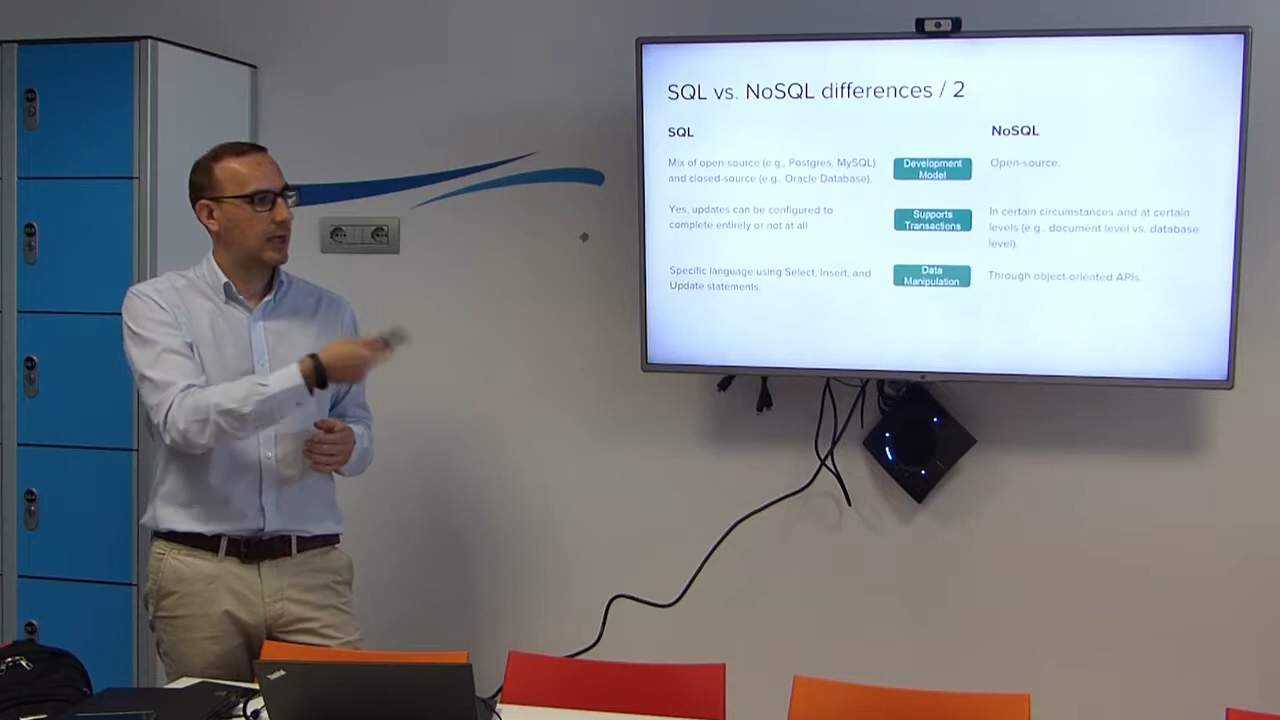 SQL vs. NoSQL differences / 2
SQL
NoSQL
Mix of open-source (e.g., Postgres, MySQL)
and closed-source (e.g., Oracle Database).
Development
Model
Open-source.
Yes, updates can be configured to
complete entirely or not at all
Supports
Transactions
In certain circumstances and at certain
levels (e.g., document level vs. database
level).
Specific language using Select, Insert, and
Update statements
Data
Manipulation
Through object-oriented APIs.
ThinkPad